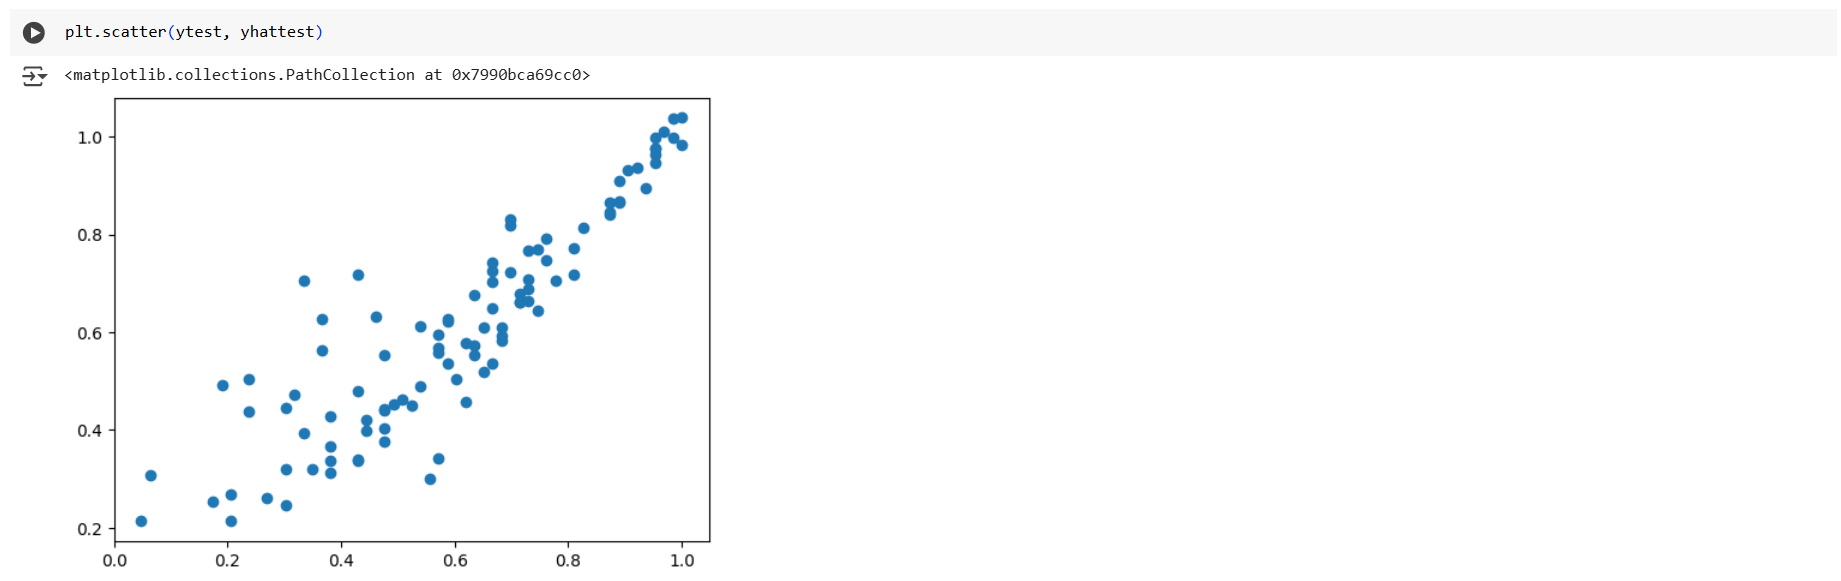 plt.scatter(ytest, yhattest)
<matplotlib.collections.PathCollection at 0x7990bca69cc0>
1.0
0.8
0.6
0.4
0.2
0.0 0.2 0.4 0.6 0.8 1.0